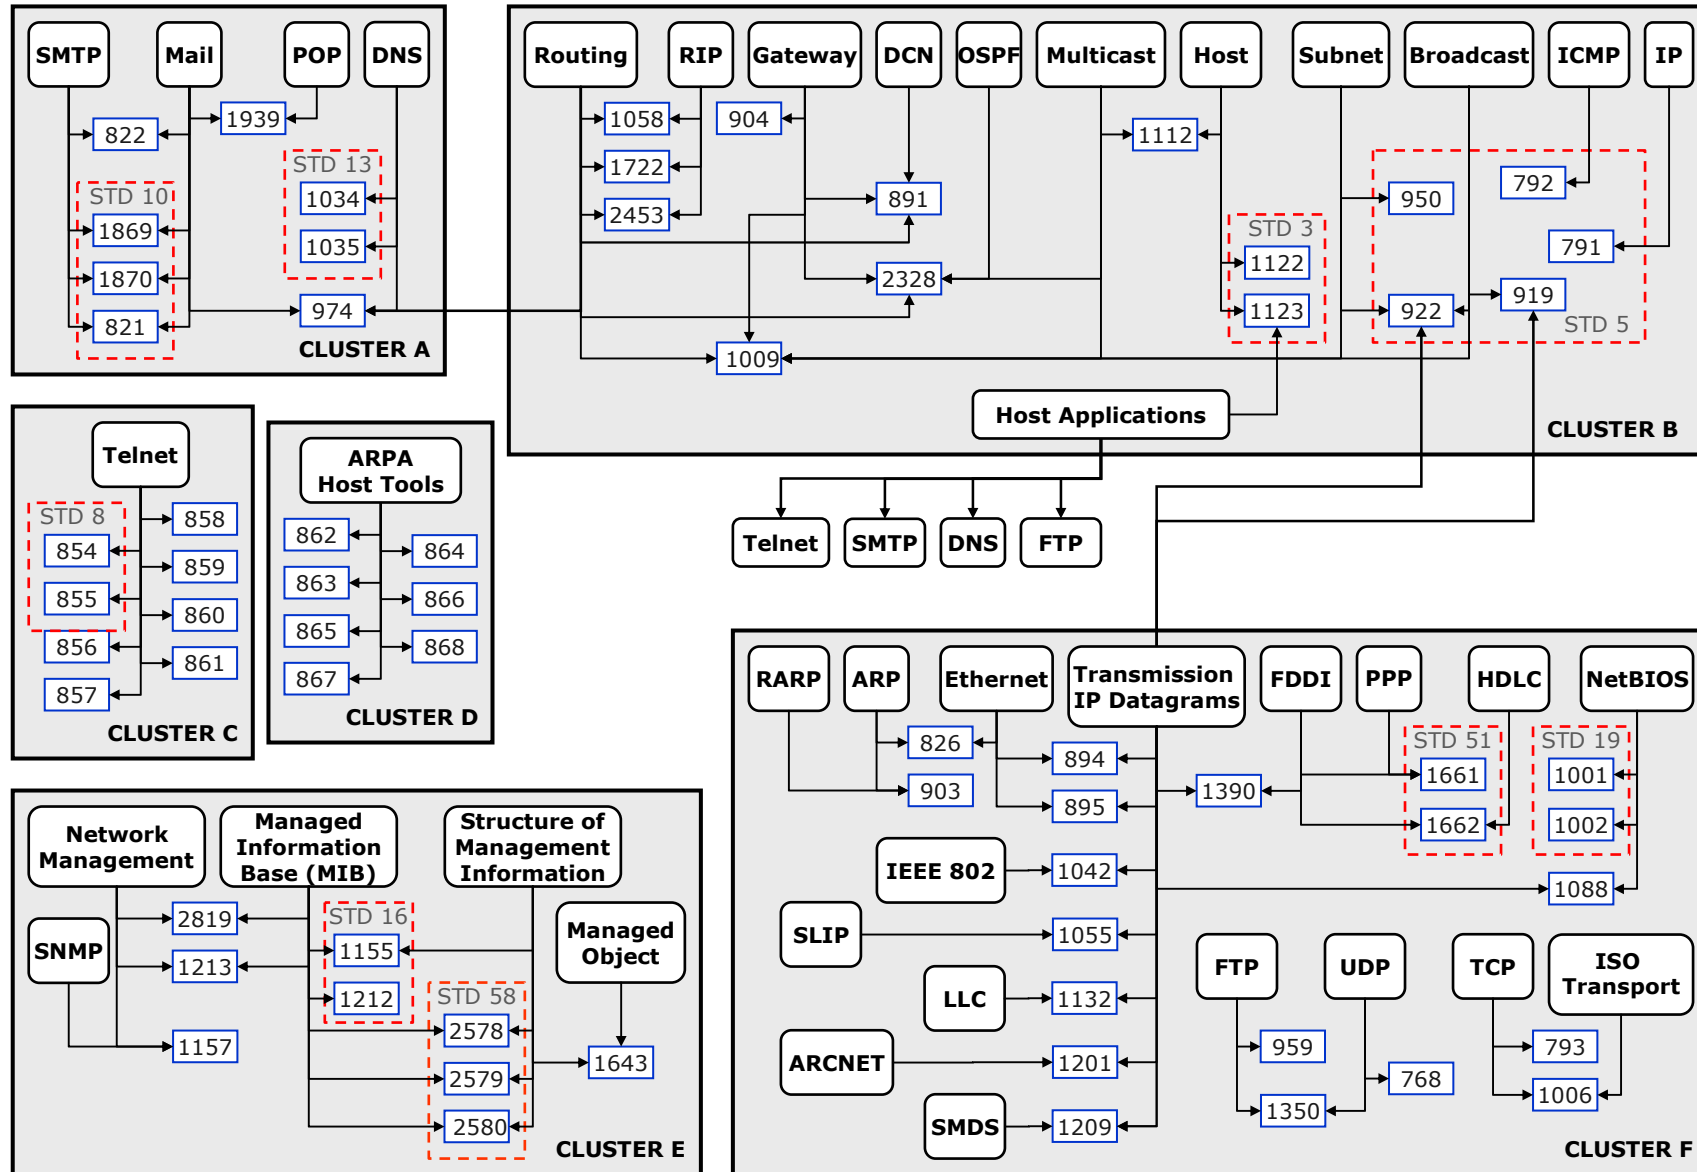 SMTP
Mail
POP
DNS
1939
822
STD 13
1034
STD 10
1869
1035
1870
974
821
CLUSTER A
Routing
RIP
Gateway
DCN
OSPF
Multicast
Host
Subnet
Broadcast
ICMP
IP
1058
904
1112
1722
792
891
950
2453
STD 3
791
1122
2328
919
1123
922
STD 5
1009
Host Applications
CLUSTER B
Telnet
SMTP
DNS
FTP
Telnet
STD 8
858
854
859
855
860
856
861
857
CLUSTER C
ARPA
Host Tools
862
864
863
866
865
868
867
CLUSTER D
Network
Management
Managed
Information
Base (MIB)
Structure of
Management
Information
2819
STD 16
SNMP
1155
Managed
Object
1213
1212
STD 58
2578
1157
1643
2579
2580
CLUSTER E
RARP
ARP
Ethernet
Transmission
IP Datagrams
FDDI
PPP
HDLC
NetBIOS
826
894
STD 51
STD 19
1661
1001
903
1390
895
1662
1002
IEEE 802
1042
1088
SLIP
1055
FTP
UDP
TCP
ISO
Transport
LLC
1132
959
793
ARCNET
1201
768
1006
1350
SMDS
1209
CLUSTER F